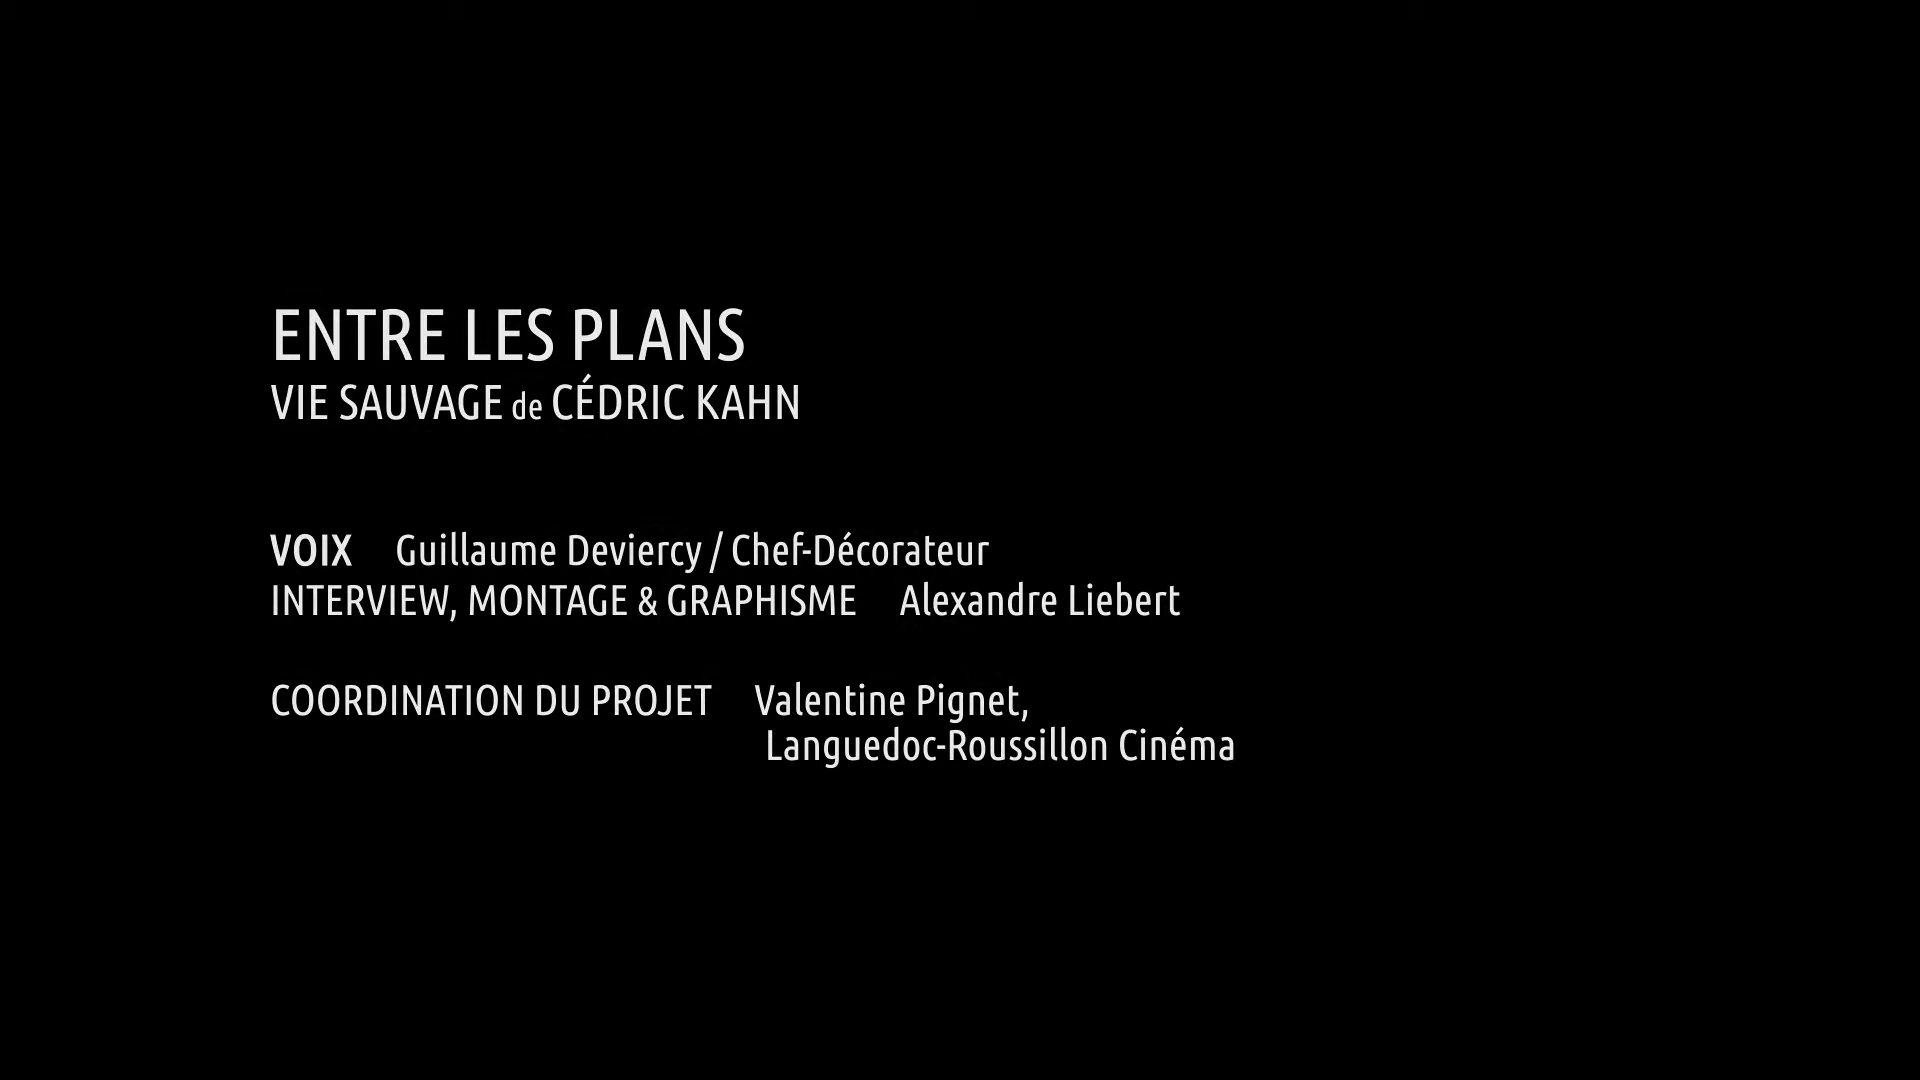 ENTRE LES PLANS
VIE SAUVAGE de CÉDRIC KAHN
VOIX Guillaume Deviercy / Chef-Décorateur
INTERVIEW, MONTAGE & GRAPHISME Alexandre Liebert
COORDINATION DU PROJET Valentine Pignet,
Languedoc-Roussillon Cinéma